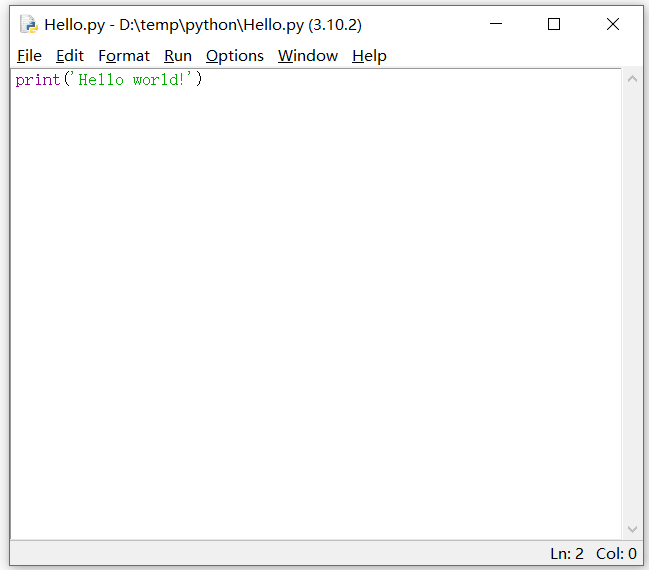 Hello.py - D:\temp\python\Hello.py (3.10.2)
File Edit Format Run Options Window Help
print('Hello world!')
Ln: 2 Col: 0